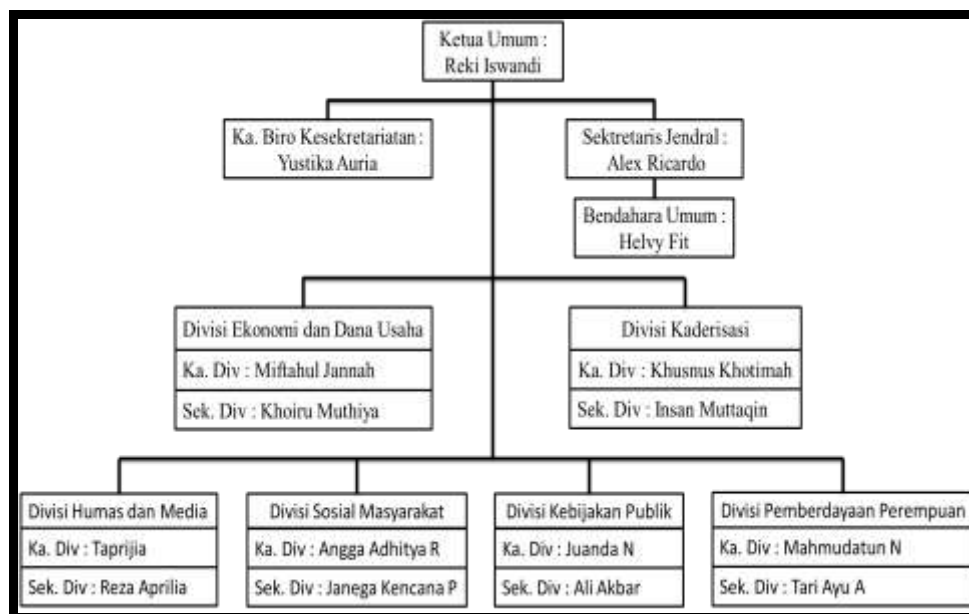 Ketua Umum :
Reki Iswandi
Ka. Biro Kesekretariatan :
Yustika Auria
Sektretaris Jendral :
Alex Ricardo
Bendahara Umum :
Helvy Fit
Divisi Ekonomi dan Dana Usaha
Ka. Div : Miftahul Jannah
Sek. Div : Khoiru Muthiya
Divisi Kaderisasi
Ka. Div : Khusnus Khotimah
Sek. Div : Insan Muttaqin
Divisi Humas dan Media
Ka. Div : Taprijia
Sek. Div : Reza Aprilia
Divisi Sosial Masyarakat
Ka. Div : Angga Adhitya R
Sek. Div : Janega Kencana P
Divisi Kebijakan Publik
Ka. Div : Juanda N
Sek. Div : Ali Akbar
Divisi Pemberdayaan Perempuan
Ka. Div : Mahmudatun N
Sek. Div : Tari Ayu A